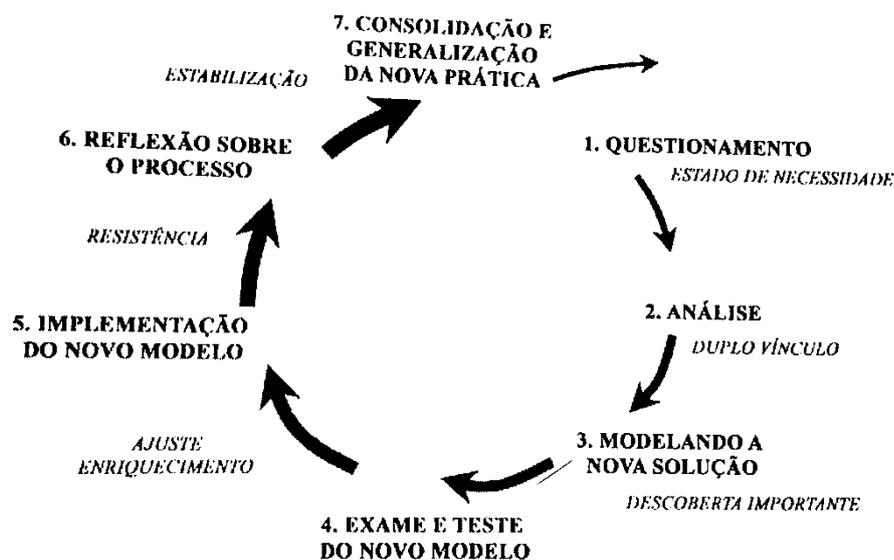 7. CONSOLIDAÇÃO E
GENERALIZAÇÃO
DA NOVA PRÁTICA
ESTABILIZAÇÃO
6. REFLEXÃO SOBRE
O PROCESSO
1. QUESTIONAMENTO
ESTADO DE NECESSIDADE
RESISTÊNCIA
5. IMPLEMENTAÇÃO
DO NOVO MODELO
2. ANÁLISE
DUPLO VÍNCULO
3. MODELANDO A
NOVA SOLUÇÃO
DESCOBERTA IMPORTANTE
AJUSTE
ENRIQUECIMENTO
4. EXAME E TESTE
DO NOVO MODELO